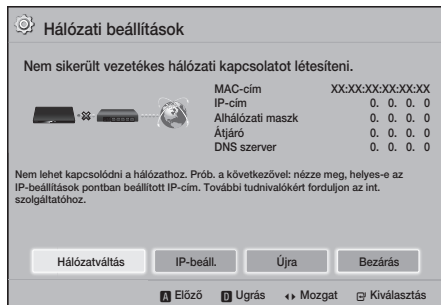 Hálózati beállítások
Nem sikerült vezetékes hálózati kapcsolatot létesíteni.
MAC-cím XX:XX:XX:XX:XX:XX
IP-cím 0. 0. 0. 0
Alhálózati maszk 0. 0. 0. 0
Átjáró 0. 0. 0. 0
DNS szerver 0. 0. 0. 0
Nem lehet kapcsolódni a hálózathoz. Prób. a következővel: nézze meg, helyes-e az
IP-beállítások pontban beállított IP-cím. További tudnivalókért forduljon az int.
szolgáltatóhoz.
Hálózatváltás IP-beáll. Újra Bezárás
A Előző D Ugrás Mozgat Kiválasztás